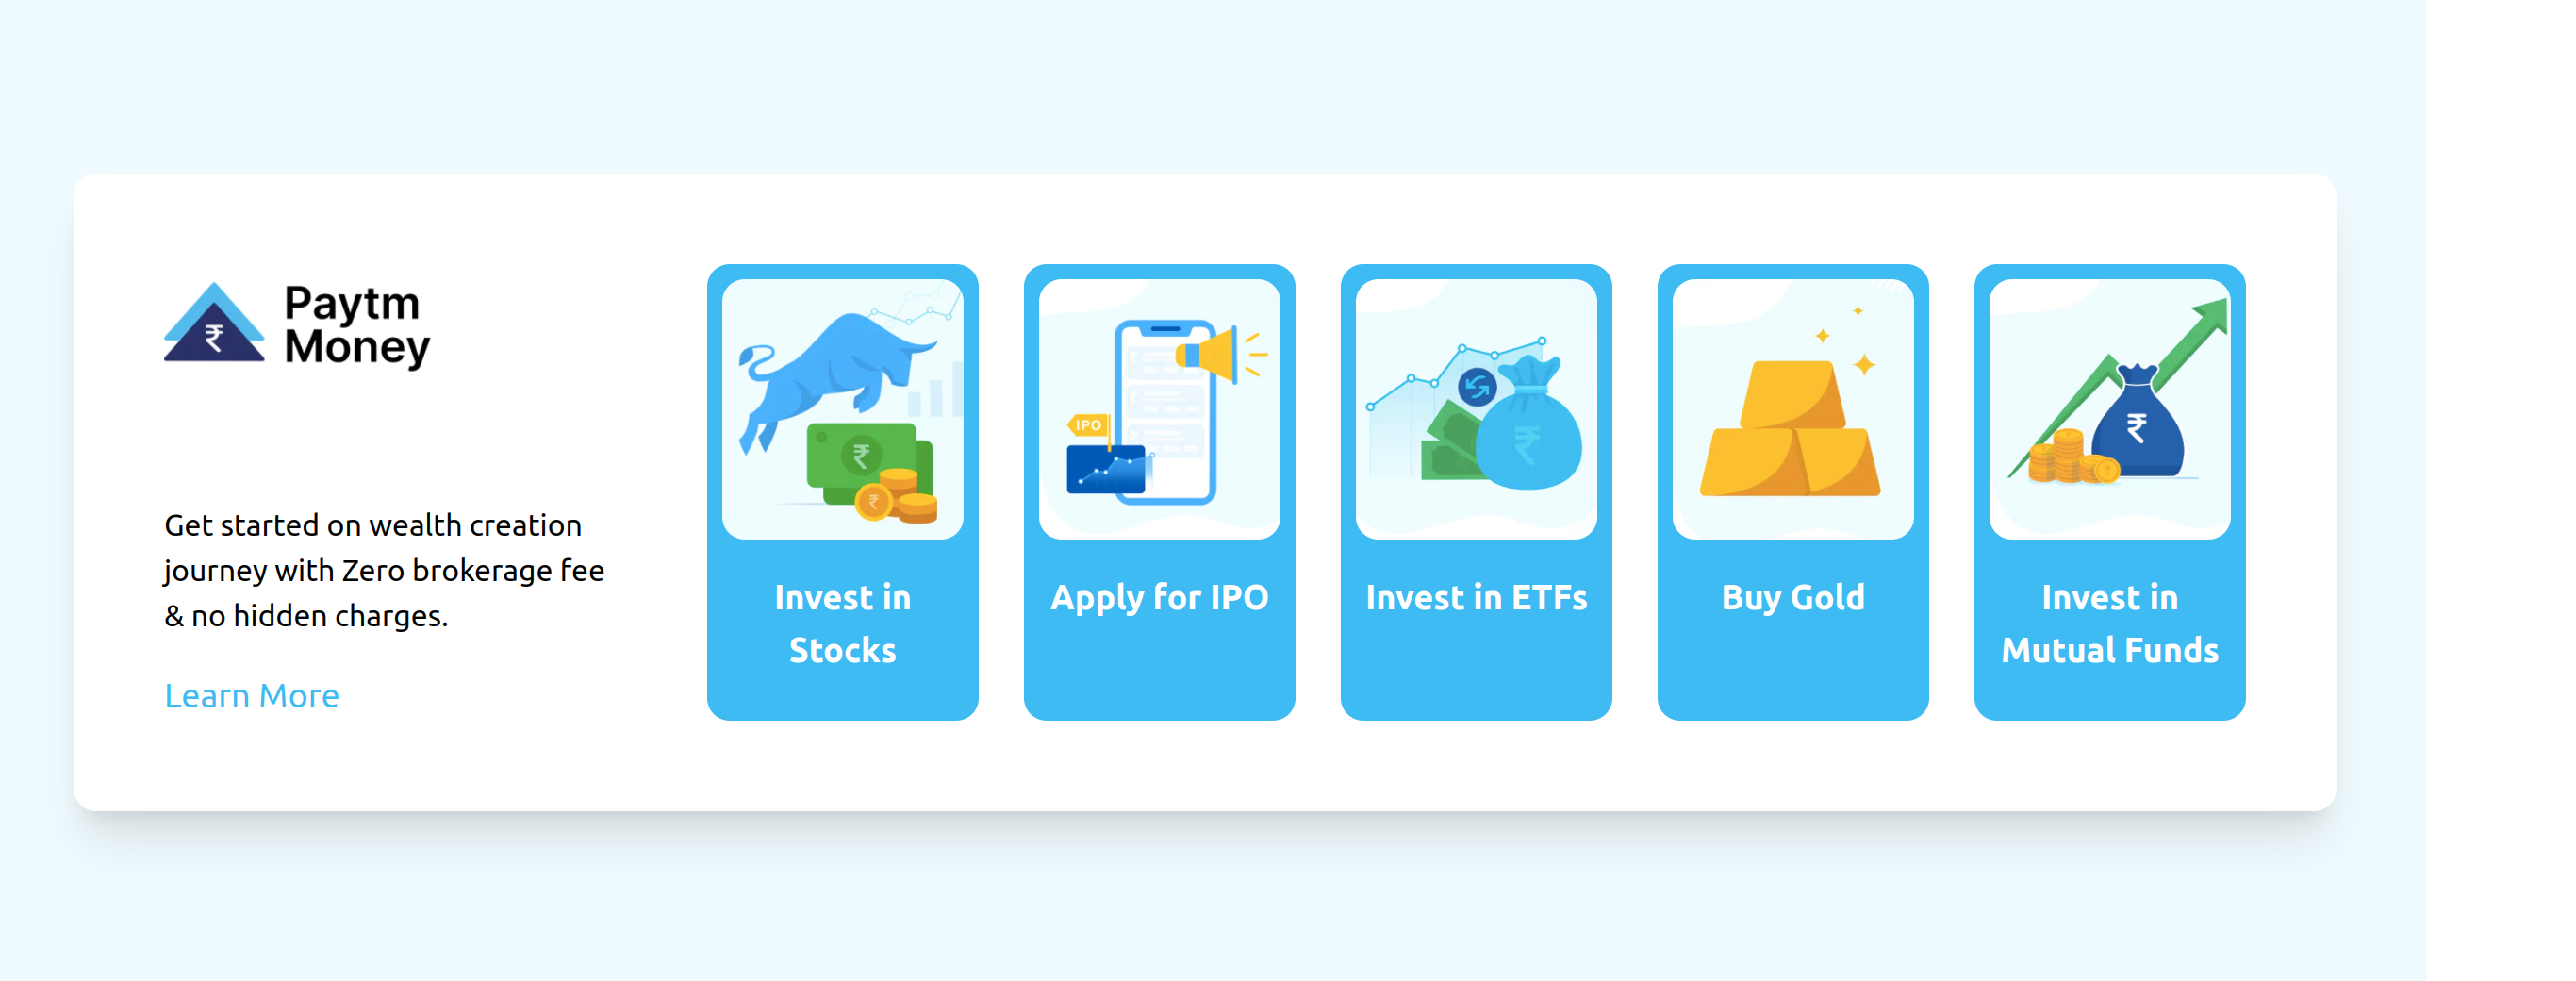 Paytm
Money
Get started on wealth creation
journey with Zero brokerage fee
& no hidden charges.
Learn More
₹
₹
₹
Invest in
Stocks
IPO
Apply for IPO
₹
Invest in ETFs
Buy Gold
₹
Invest in
Mutual Funds